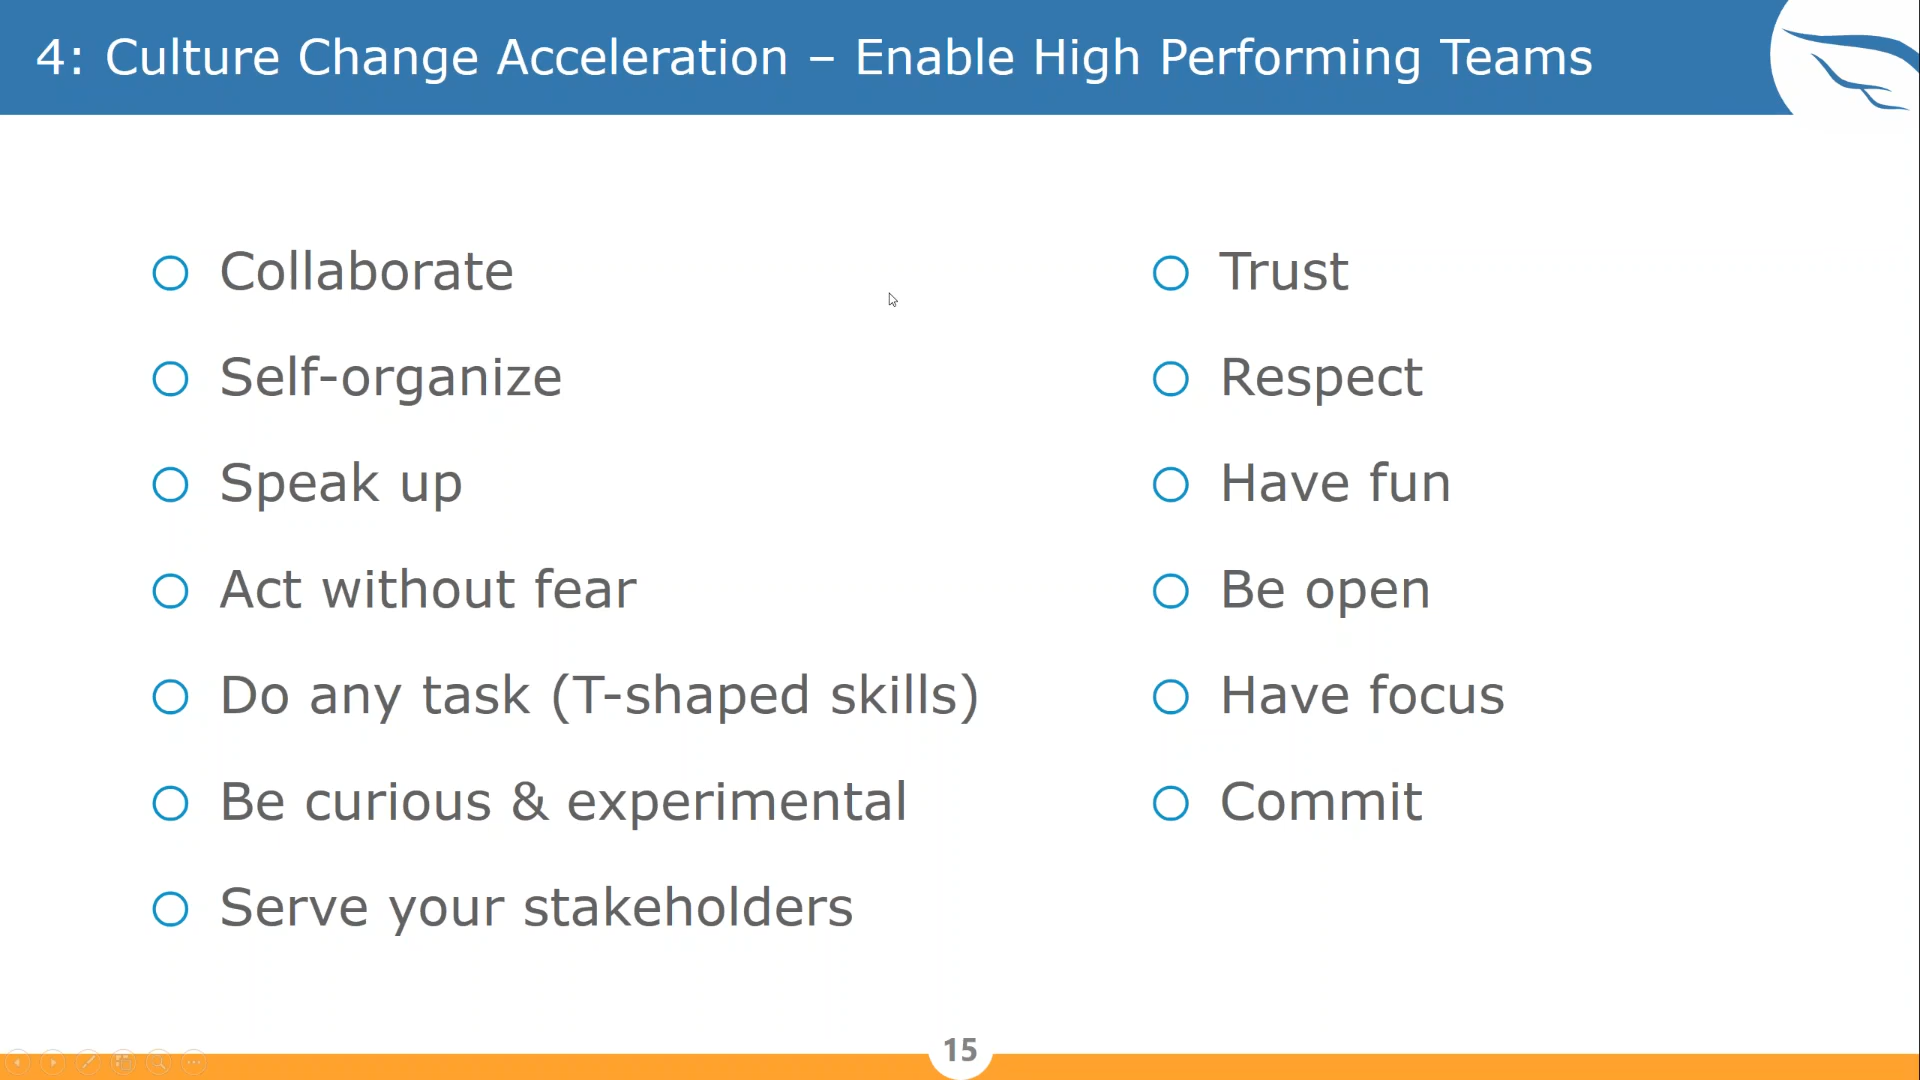 4: Culture Change Acceleration – Enable High Performing Teams
Collaborate
Self-organize
Speak up
Act without fear
Do any task (T-shaped skills)
Be curious & experimental
Serve your stakeholders
Trust
Respect
Have fun
Be open
Have focus
Commit
15